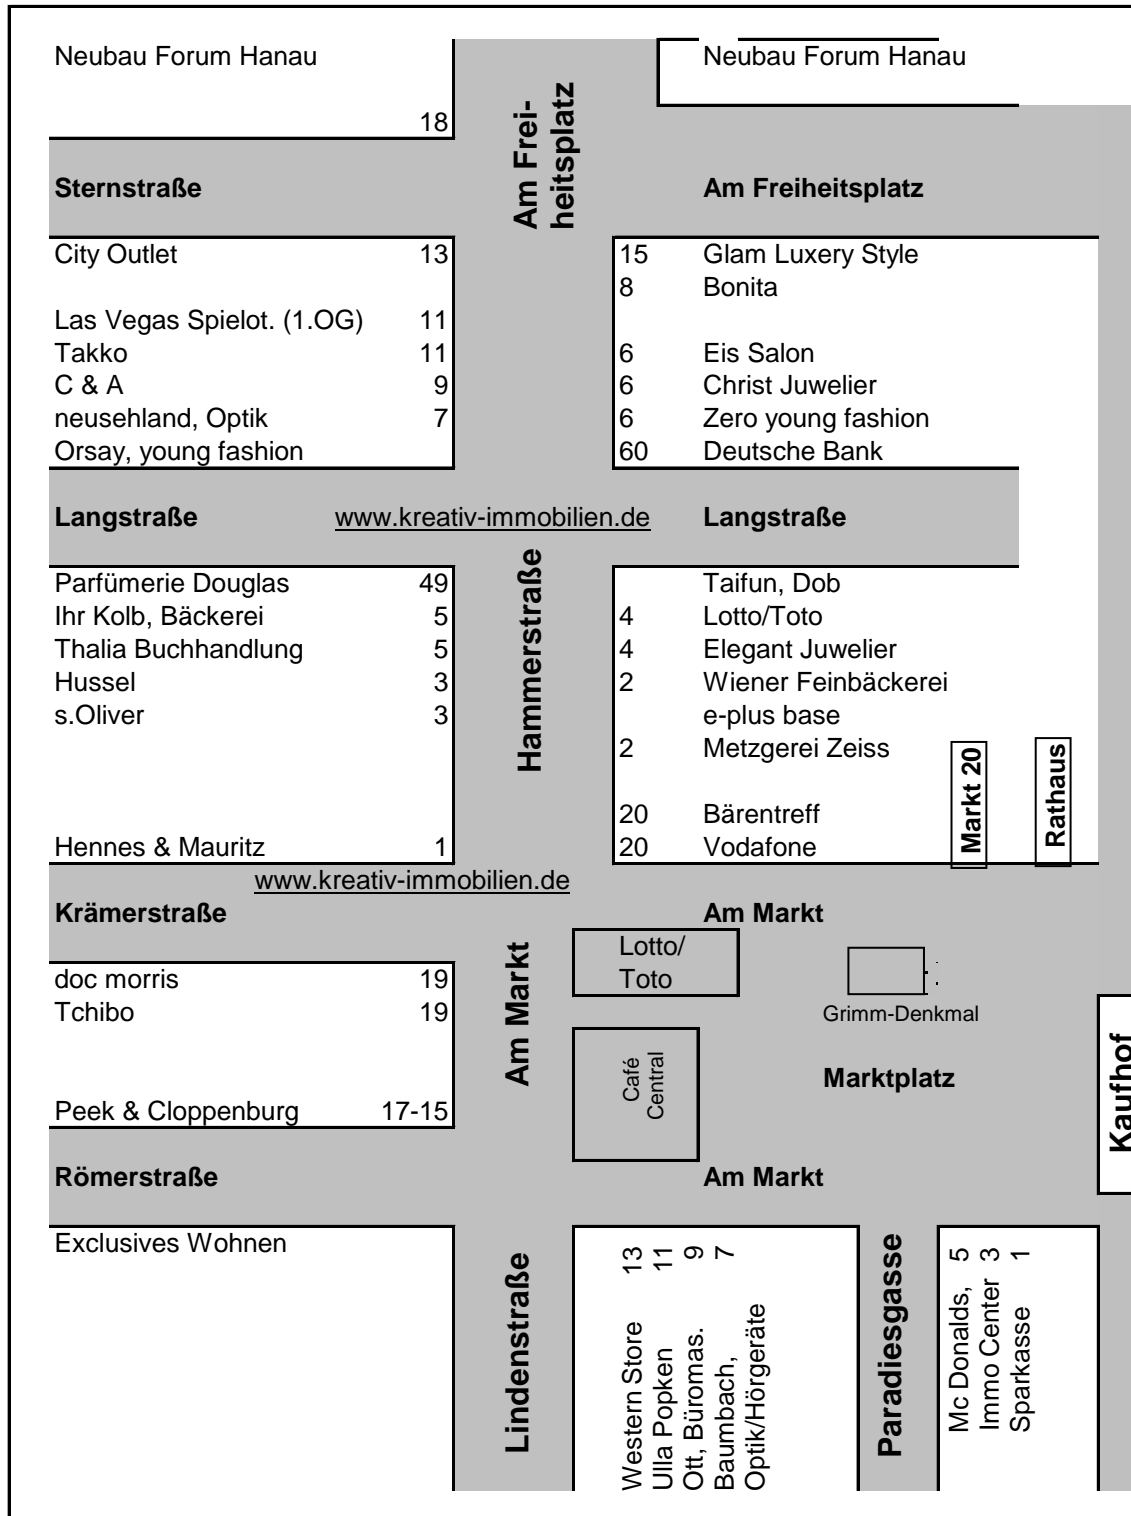 Neubau Forum Hanau
Neubau Forum Hanau
18
Am Frei-
heitsplatz
Sternstraße
Am Freiheitsplatz
City Outlet 13
15 Glam Luxery Style
8 Bonita
Las Vegas Spielot. (1.OG) 11
Takko 11
6 Eis Salon
C & A 9
6 Christ Juwelier
neusehland, Optik 7
6 Zero young fashion
Orsay, young fashion
60 Deutsche Bank
Langstraße
www.kreativ-immobilien.de
Langstraße
Hammerstraße
Parfümerie Douglas 49
Taifun, Dob
Ihr Kolb, Bäckerei 5
4 Lotto/Toto
Thalia Buchhandlung 5
4 Elegant Juwelier
Hussel 3
2 Wiener Feinbäckerei
s.Oliver 3
e-plus base
2 Metzgerei Zeiss
20 Bärentreff
Hennes & Mauritz 1
20 Vodafone
Markt 20
Rathaus
www.kreativ-immobilien.de
Krämerstraße
Am Markt
Am Markt
Lotto/
Toto
doc morris 19
Tchibo 19
Grimm-Denkmal
Café
Central
Marktplatz
Kaufhof
Peek & Cloppenburg 17-15
Römerstraße
Am Markt
Exclusives Wohnen
Lindenstraße
Western Store 13
Ulla Popken 11
Ott, Büromas. 9
Baumbach, 7
Optik/Hörgeräte
Paradiesgasse
Mc Donalds, 5
Immo Center 3
Sparkasse 1